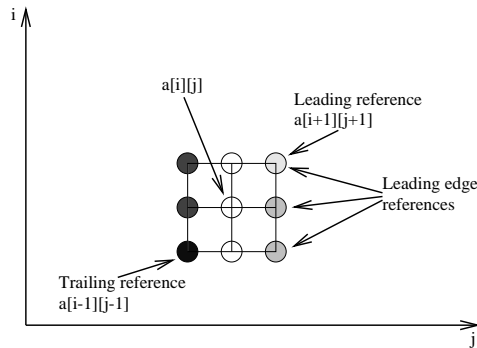 i
a[i][j]
Leading reference
a[i+1][j+1]
Leading edge
references
Trailing reference
a[i-1][j-1]
j